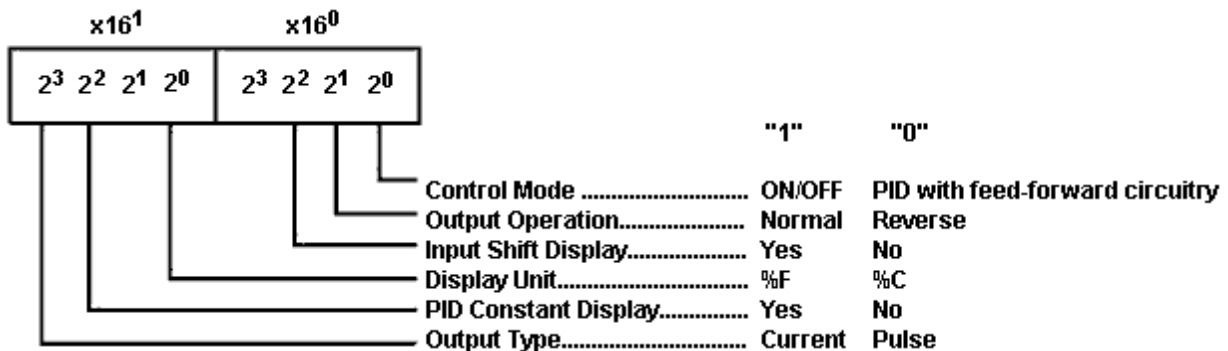 x16¹ x16⁰
2³ 2² 2¹ 2⁰ 2³ 2² 2¹ 2⁰
"1" "0"
Control Mode ........................... ON/OFF PID with feed-forward circuitry
Output Operation..................... Normal Reverse
Input Shift Display.................... Yes No
Display Unit................................ %F %C
PID Constant Display............... Yes No
Output Type............................... Current Pulse